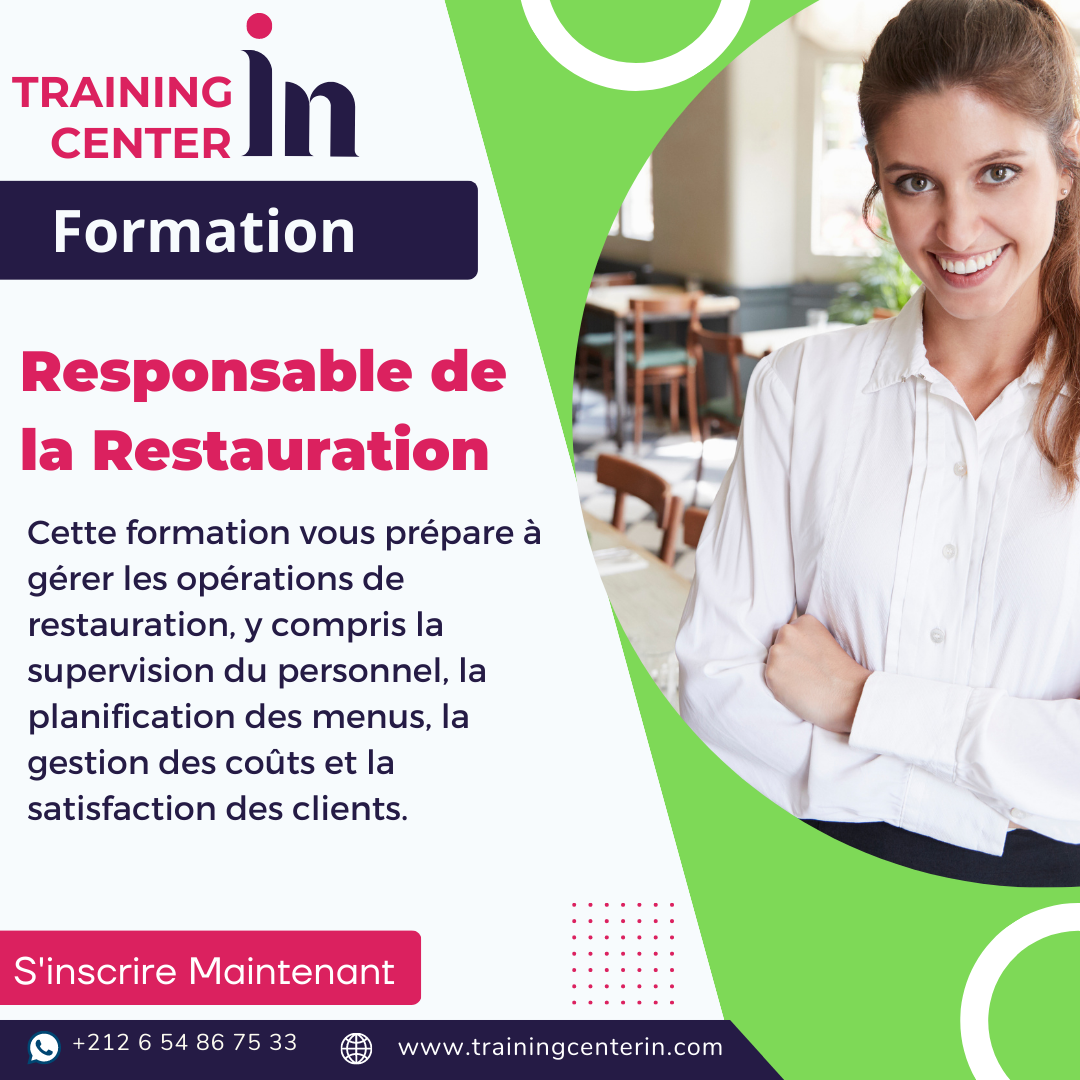 TRAINING
CENTER
in
Formation
Responsable de
la Restauration
Cette formation vous prépare à
gérer les opérations de
restauration, y compris la
supervision du personnel, la
planification des menus, la
gestion des coûts et la
satisfaction des clients.
S'inscrire Maintenant
+212 6 54 86 75 33
www.trainingcenterin.com